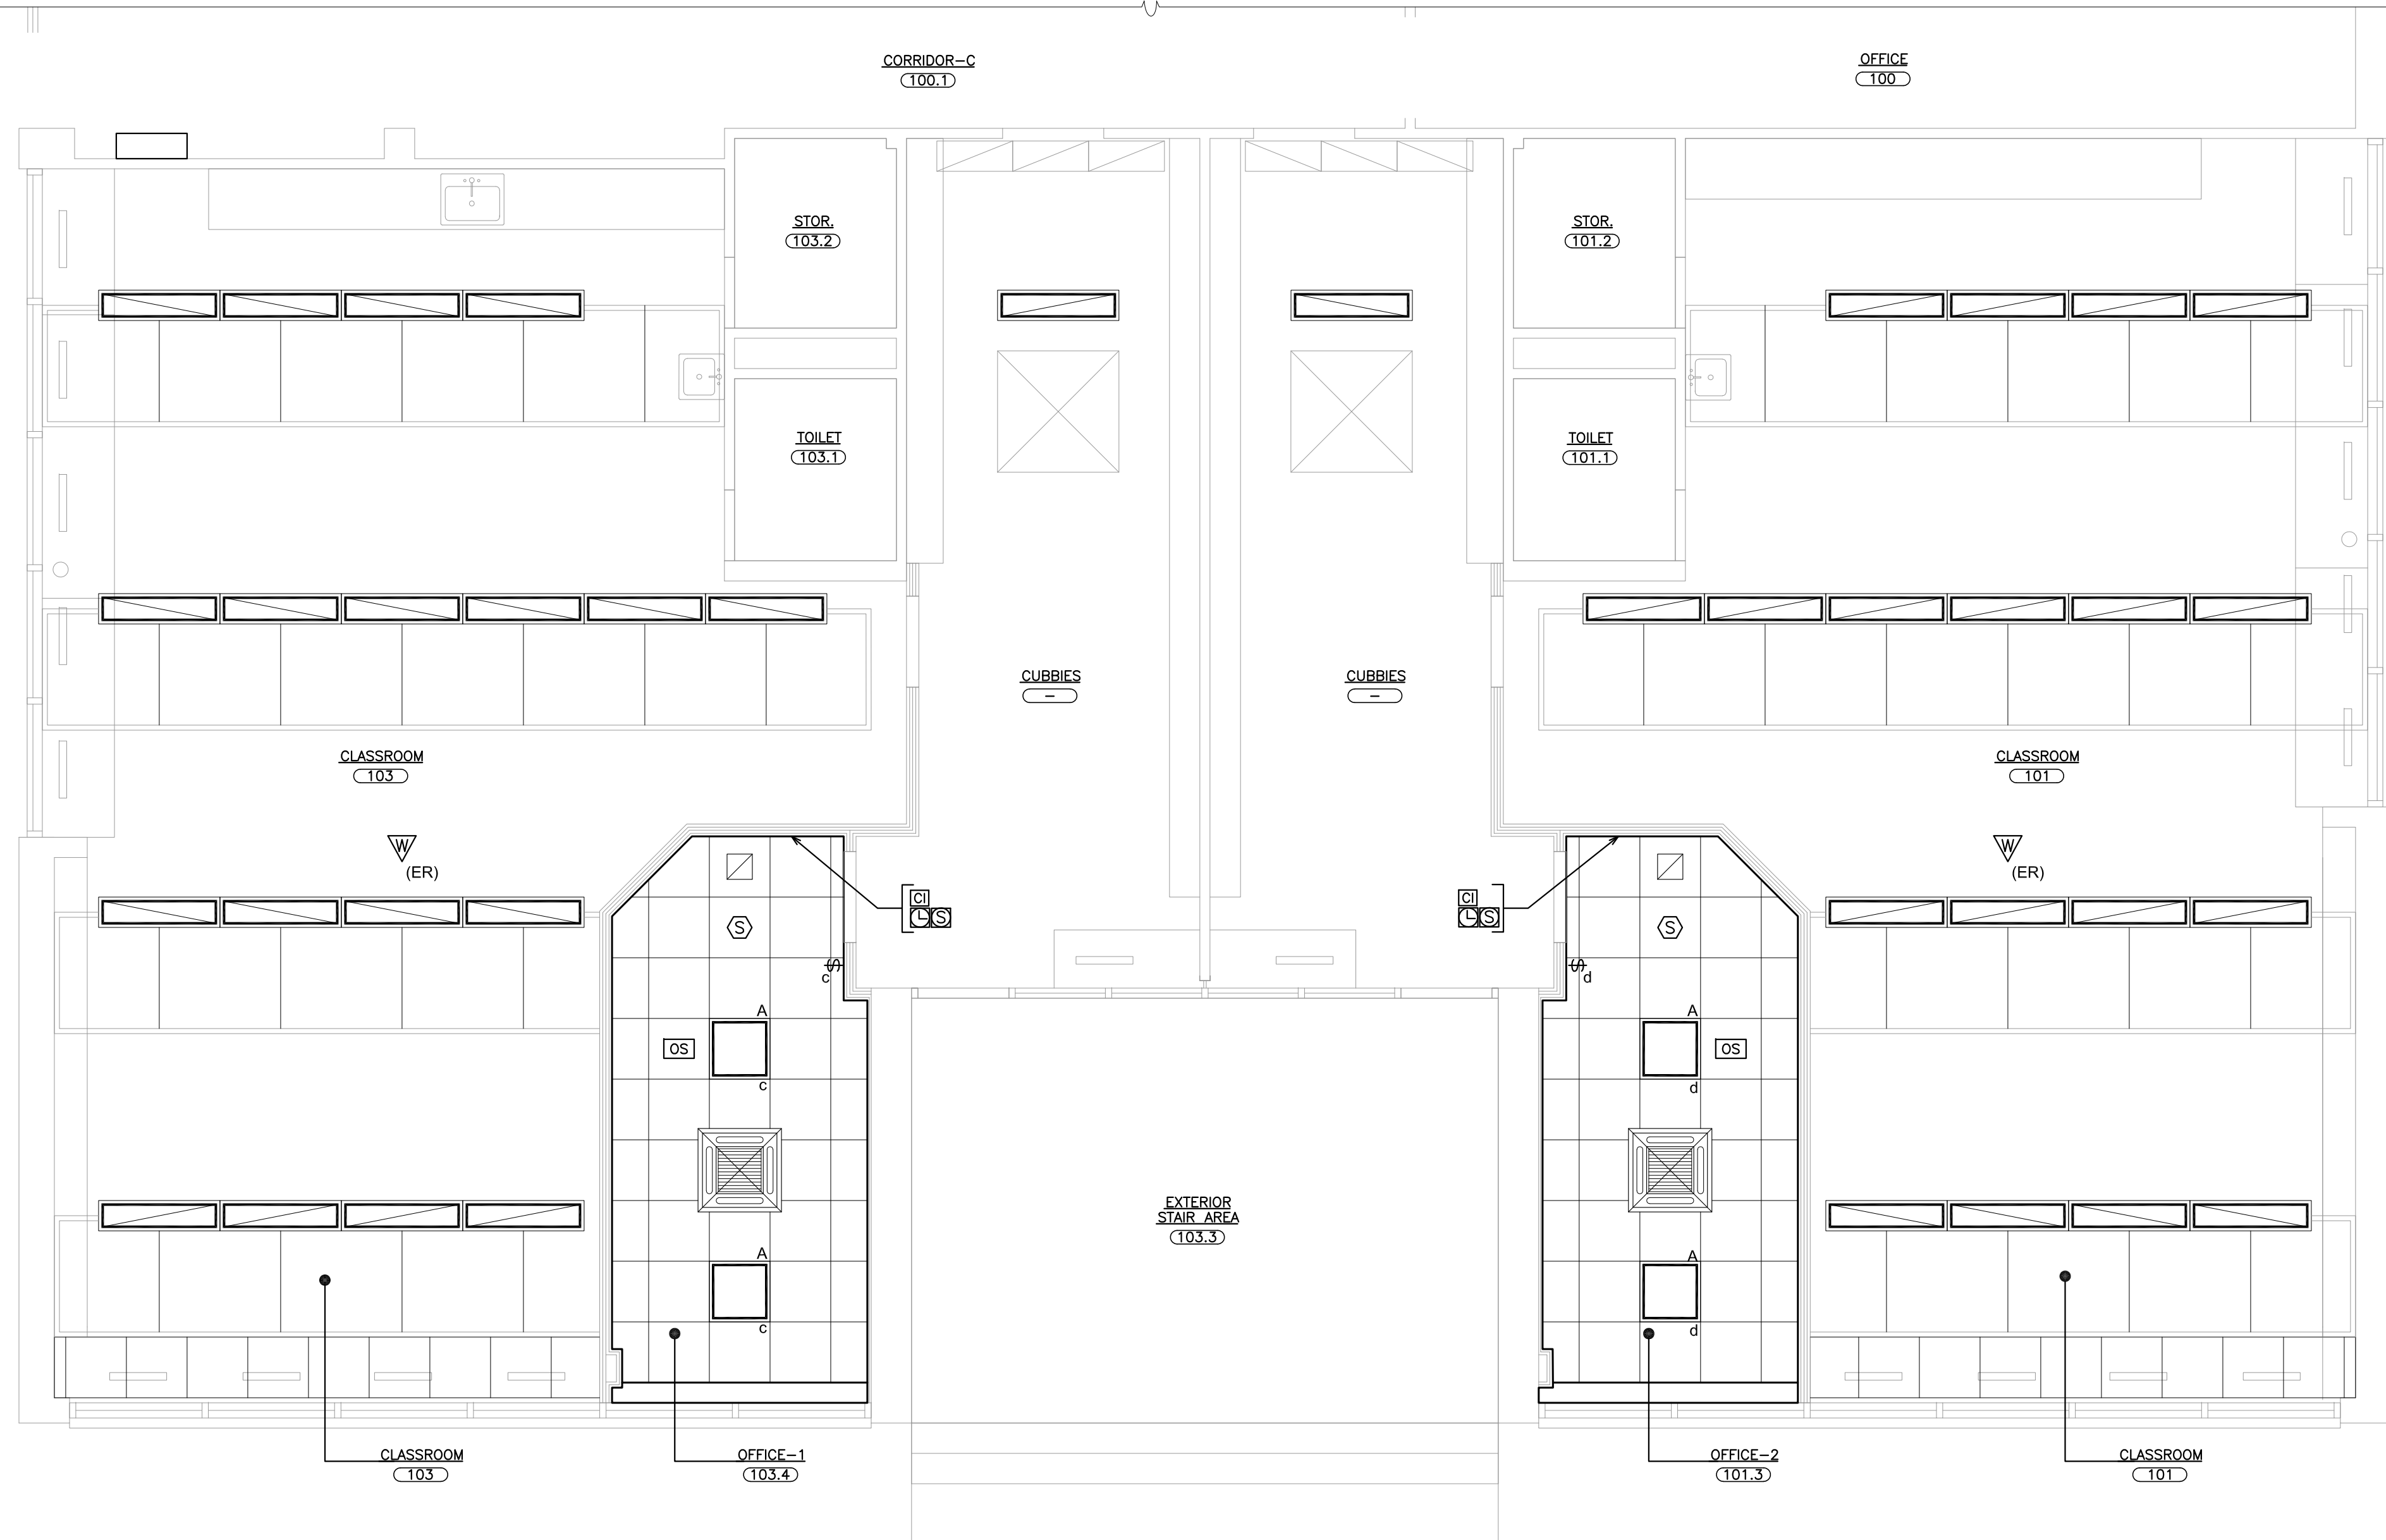 CORRIDOR-C
100.1
OFFICE
100
STOR.
103.2
STOR.
101.2
TOILET
103.1
TOILET
101.1
CUBBIES
-
CUBBIES
-
CLASSROOM
103
CLASSROOM
101
W
(ER)
W
(ER)
CI
S
CI
S
S
S
$
c
$
d
A
OS
c
A
OS
d
EXTERIOR
STAIR AREA
103.3
A
c
A
d
CLASSROOM
103
OFFICE-1
103.4
OFFICE-2
101.3
CLASSROOM
101